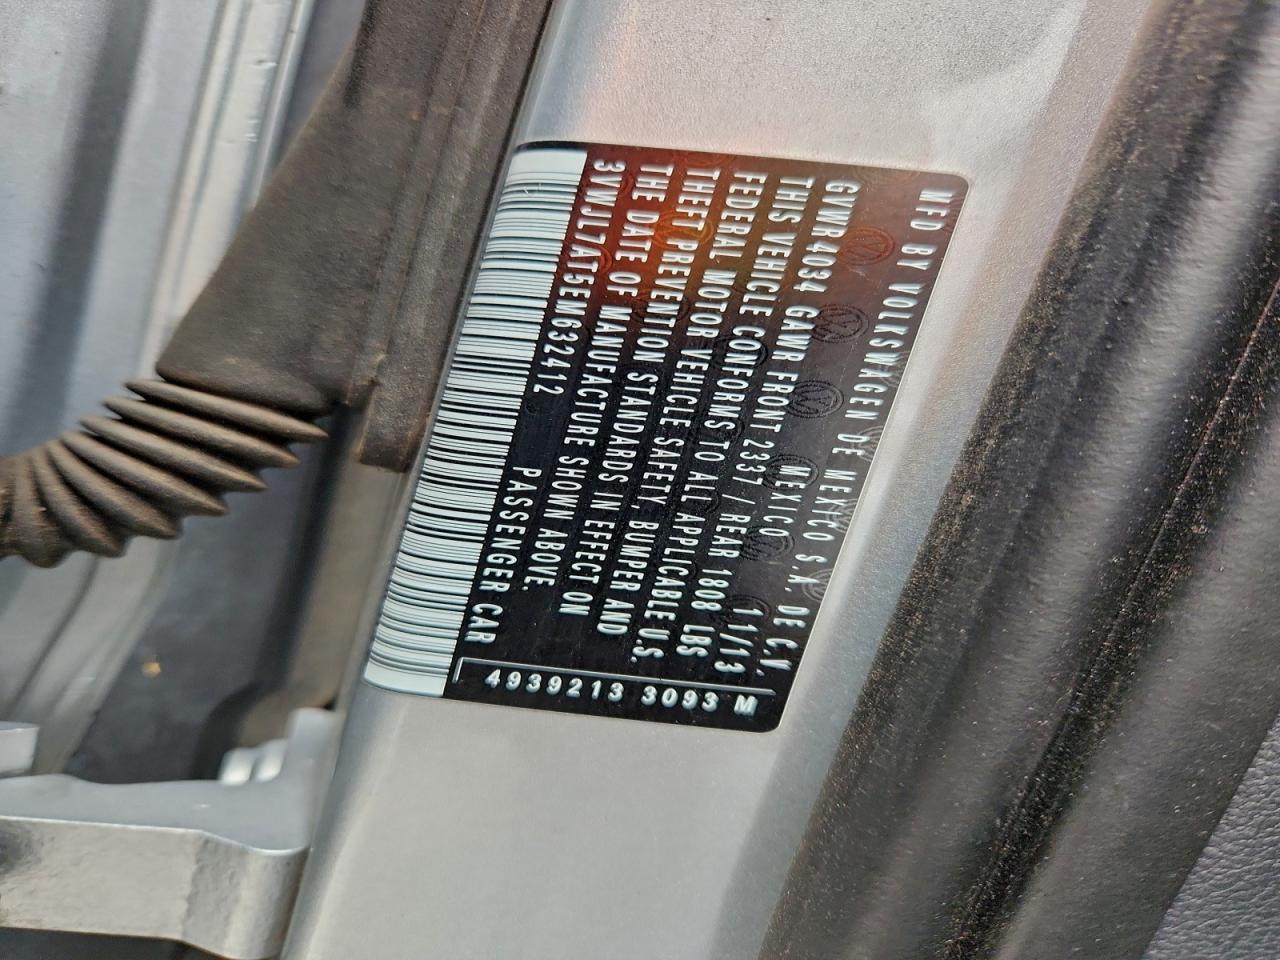 MFD BY VOLKSWAGEN DE MEXICO S.A. DE C.V.
MEXICO 11/13
GVWR4034 GAWR FRONT 2337 / REAR 1808 LBS
THIS VEHICLE CONFORMS TO ALL APPLICABLE U.S.
FEDERAL MOTOR VEHICLE SAFETY, BUMPER AND
THEFT PREVENTION STANDARDS IN EFFECT ON
THE DATE OF MANUFACTURE SHOWN ABOVE.
3VWJL7AT5EM632412 PASSENGER CAR
4939213 3093 M